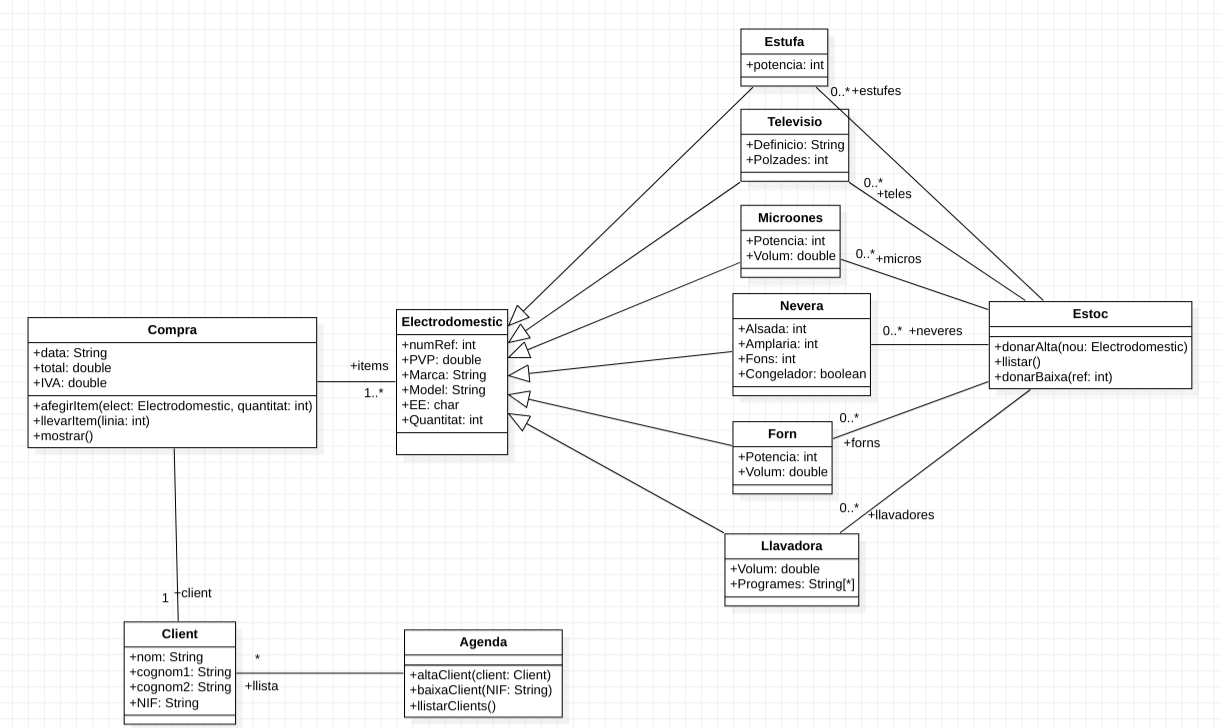 Estufa
+potencia: int
0..* +estufes
Televisio
+Definicio: String
+Polzades: int
0..*
+teles
Microones
+Potencia: int
+Volum: double
0..* +micros
Nevera
+Alsada: int
+Amplaria: int
+Fons: int
+Congelador: boolean
0..* +neveres
Estoc
+donarAlta(nou: Electrodomestic)
+llistar()
+donarBaixa(ref: int)
Electrodomestic
+numRef: int
+PVP: double
+Marca: String
+Model: String
+EE: char
+Quantitat: int
Compra
+data: String
+total: double
+IVA: double
+afegirItem(elect: Electrodomestic, quantitat: int)
+llevarItem(linia: int)
+mostrar()
+items
1..*
Forn
+Potencia: int
+Volum: double
0..*
+forns
0..*
+llavadores
Llavadora
+Volum: double
+Programes: String[*]
1 +client
Client
+nom: String
+cognom1: String
+cognom2: String
+NIF: String
*
+llista
Agenda
+altaClient(client: Client)
+baixaClient(NIF: String)
+llistarClients()